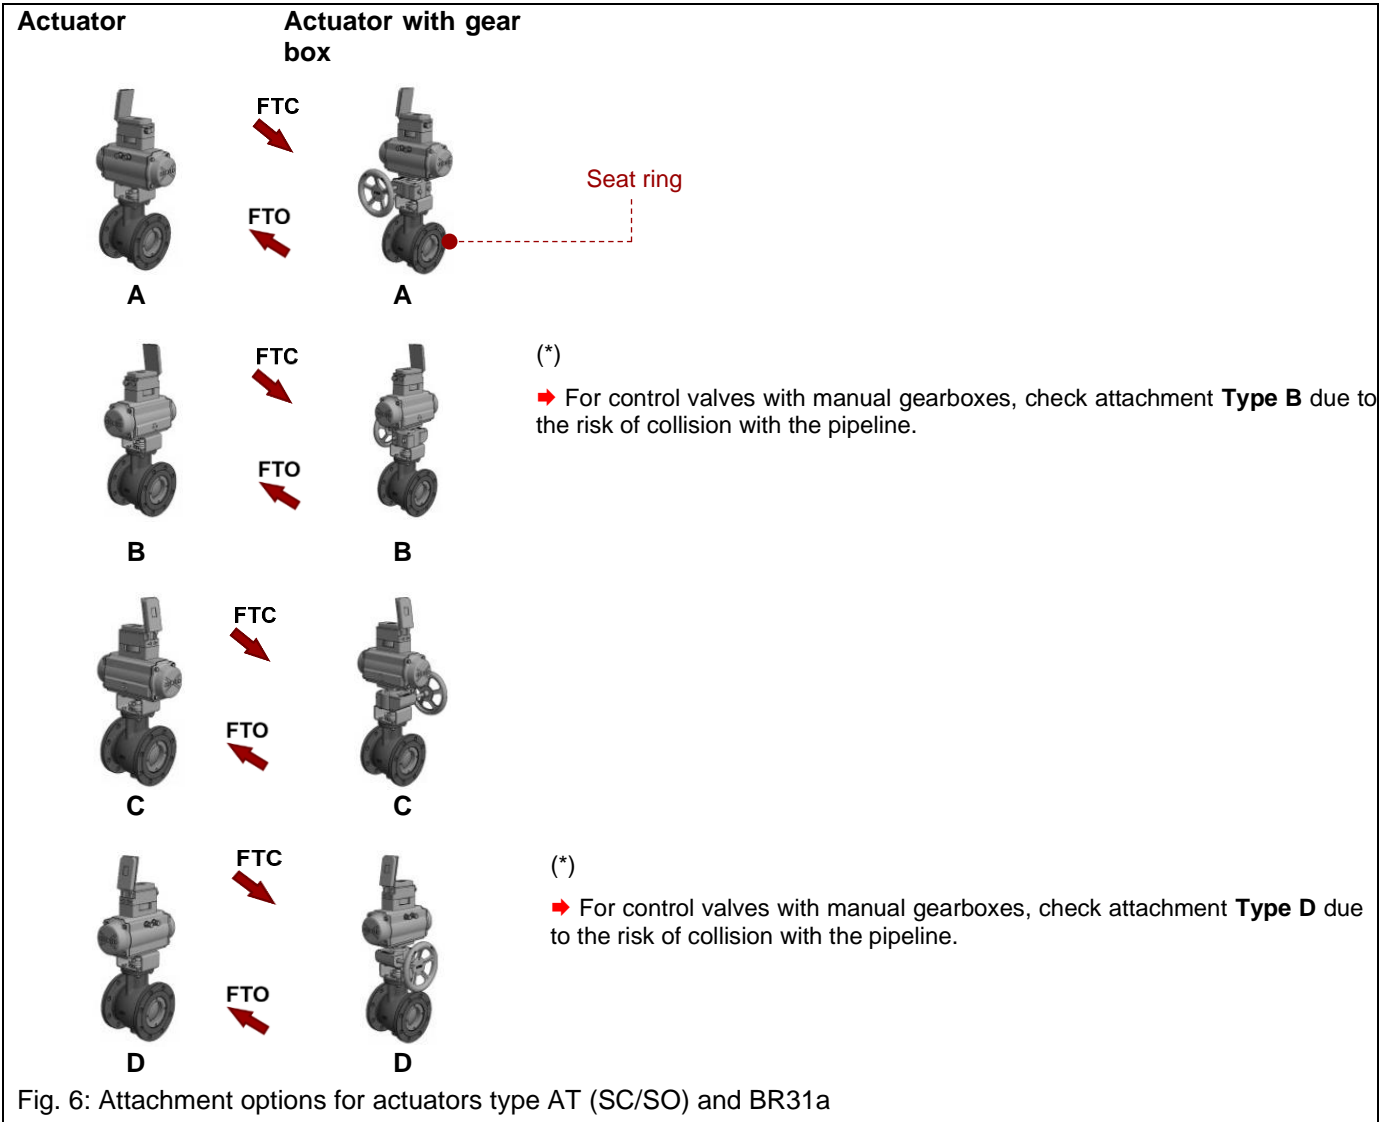 Actuator
Actuator with gear
box
FTC
Seat ring
FTO
A
A
FTC
(*)
➡ For control valves with manual gearboxes, check attachment Type B due to
the risk of collision with the pipeline.
FTO
B
B
FTC
FTO
C
C
FTC
(*)
➡ For control valves with manual gearboxes, check attachment Type D due
to the risk of collision with the pipeline.
FTO
D
D
Fig. 6: Attachment options for actuators type AT (SC/SO) and BR31a